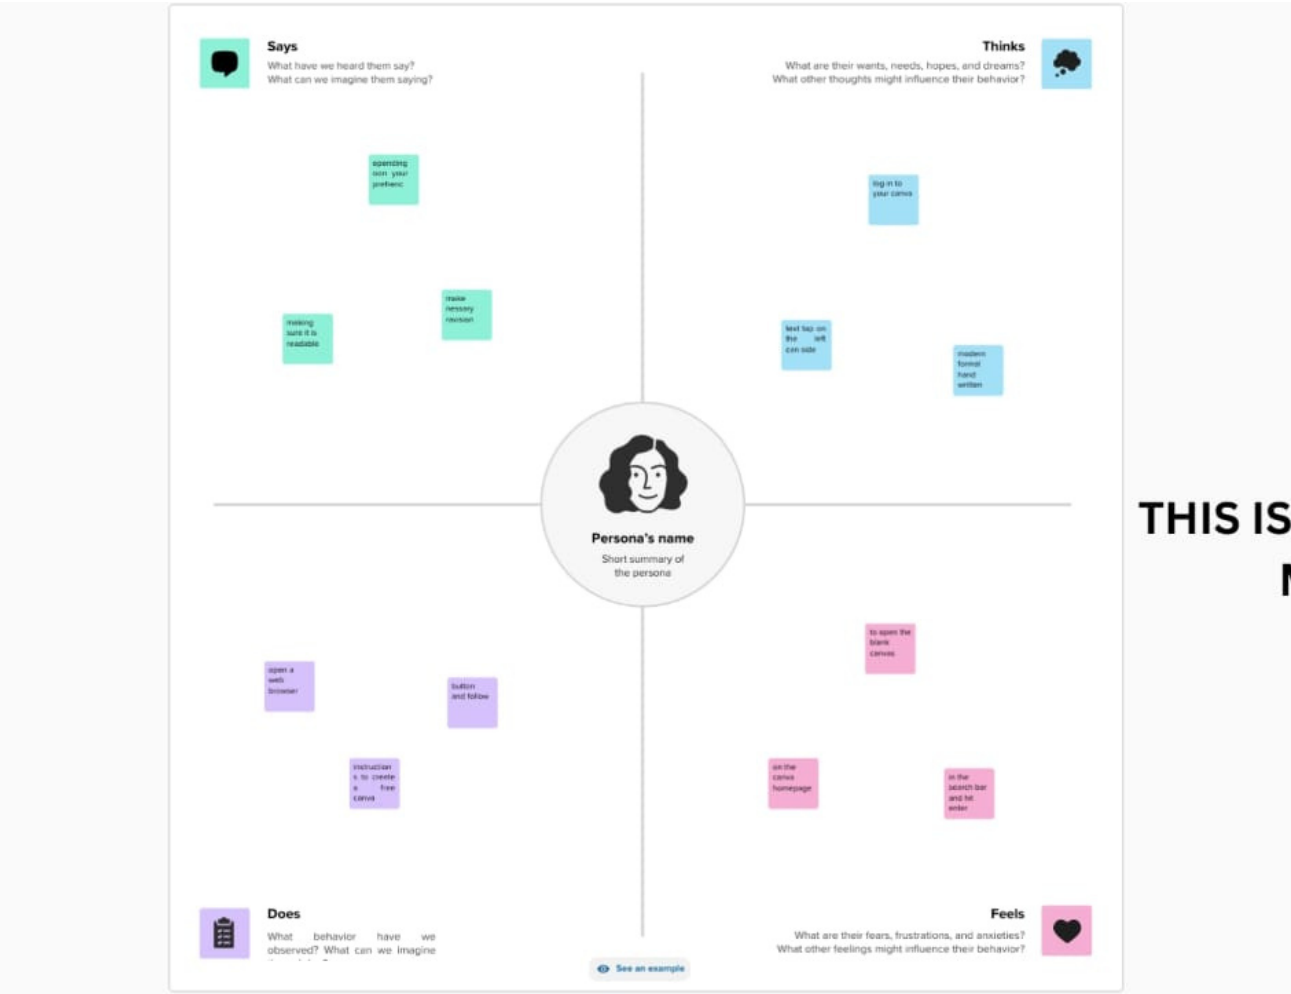 Says
What have we heard them say?
What can we imagine them saying?
Thinks
What are their wants, needs, hopes, and dreams?
What other thoughts might influence their behavior?
spending
non your
prefienc
making
sure it is
readable
make
nessary
ravision
log in to
your canva
text tap on
the left
can side
modern
formal
hand
written
Persona's name
Short summary of
the persona
THIS IS
open a
web
browser
button
and follow
instruction
s to create
a free
canva
to open the
blank
canvas
on the
canva
homepage
in the
search bar
and hit
enter
Does
What behavior have we
observed? What can we imagine
Feels
What are their fears, frustrations, and anxieties?
What other feelings might influence their behavior?
See an example